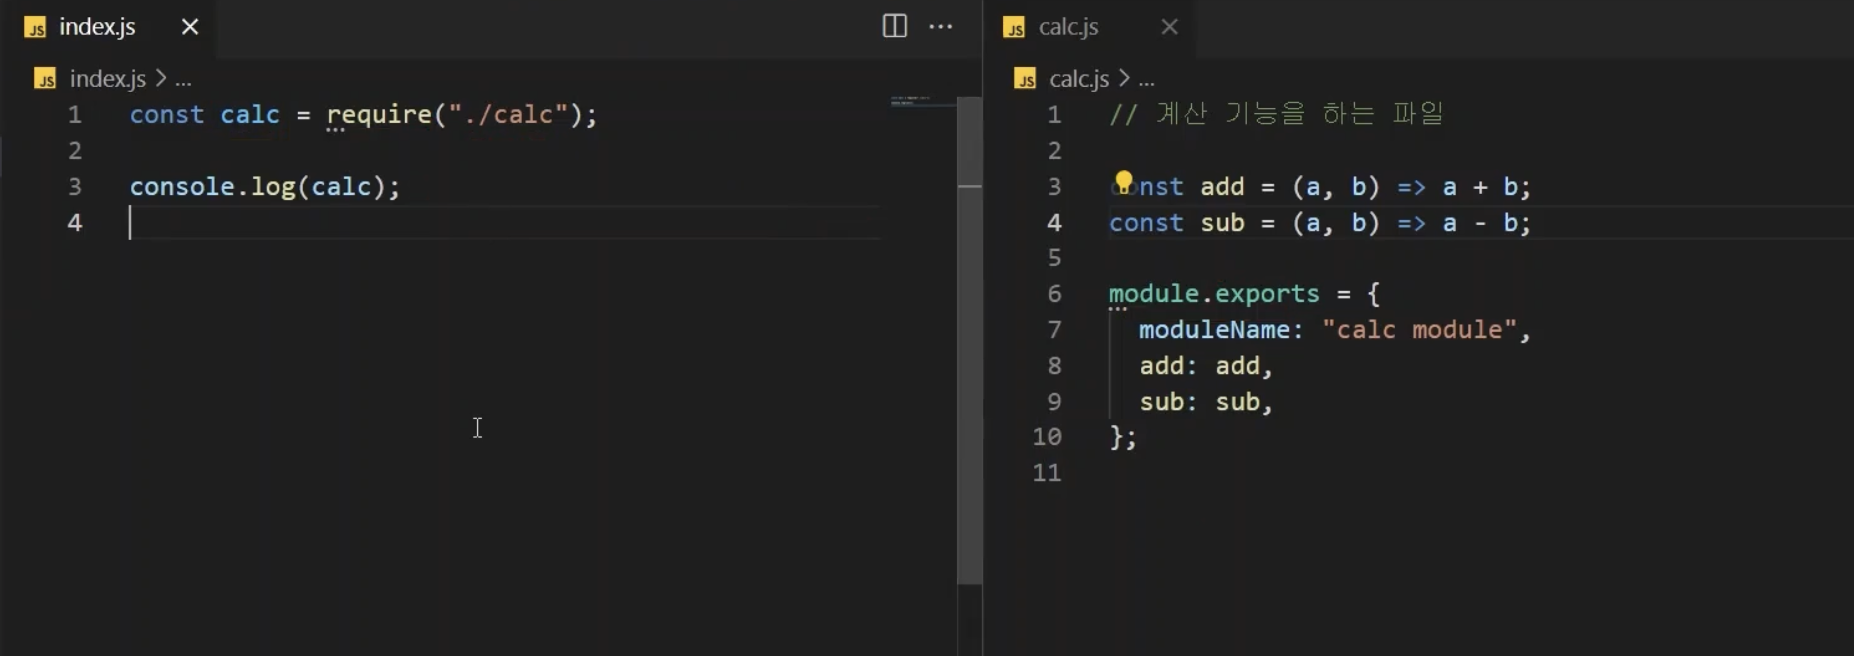 JS index.js
JS index.js > ...
1 const calc = require("./calc");
2
3 console.log(calc);
4
JS calc.js
JS calc.js > ...
1 // 계산 기능을 하는 파일
2
3 const add = (a, b) => a + b;
4 const sub = (a, b) => a - b;
5
6 module.exports = {
7 moduleName: "calc module",
8 add: add,
9 sub: sub,
10 };
11